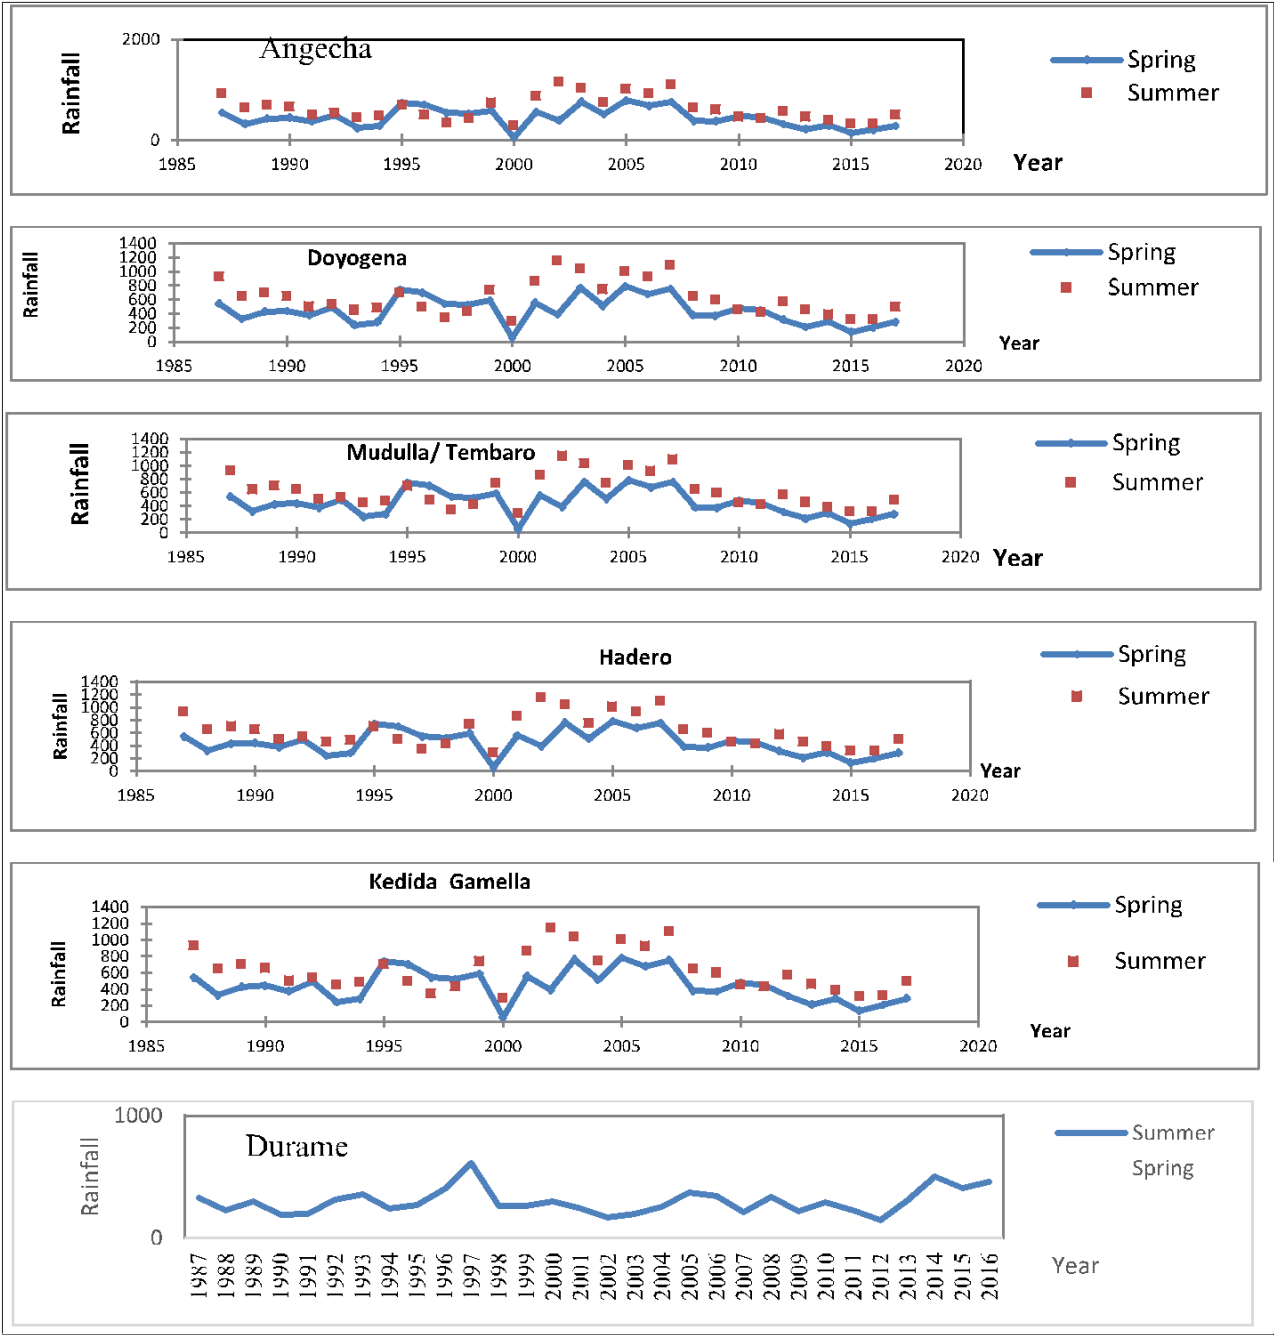 Angecha
Rainfall
2000
0
1985 1990 1995 2000 2005 2010 2015 2020
Year
Spring
Summer
Doyogena
Rainfall
1400
1200
1000
800
600
400
200
0
1985 1990 1995 2000 2005 2010 2015 2020
Year
Spring
Summer
Mudulla/ Tembaro
Rainfall
1400
1200
1000
800
600
400
200
0
1985 1990 1995 2000 2005 2010 2015 2020
Year
Spring
Summer
Hadero
Rainfall
1400
1200
1000
800
600
400
200
0
1985 1990 1995 2000 2005 2010 2015 2020
Year
Spring
Summer
Kedida Gamella
Rainfall
1400
1200
1000
800
600
400
200
0
1985 1990 1995 2000 2005 2010 2015 2020
Year
Spring
Summer
Durame
Rainfall
1000
0
1987 1988 1989 1990 1991 1992 1993 1994 1995 1996 1997 1998 1999 2000 2001 2002 2003 2004 2005 2006 2007 2008 2009 2010 2011 2012 2013 2014 2015 2016
Year
Summer
Spring